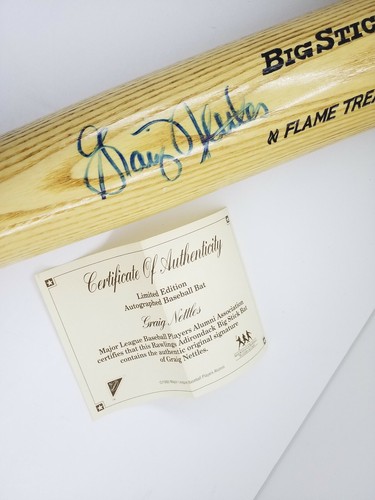 BIG STIC
FLAME TREA
Graig Nettles
Certificate Of Authenticity
Limited Edition
Autographed Baseball Bat
Graig Nettles
Major League Baseball Players Alumni Association
certifies that this Rawlings Adirondack Big Stick Bat
contains the authentic original signature
of Graig Nettles.